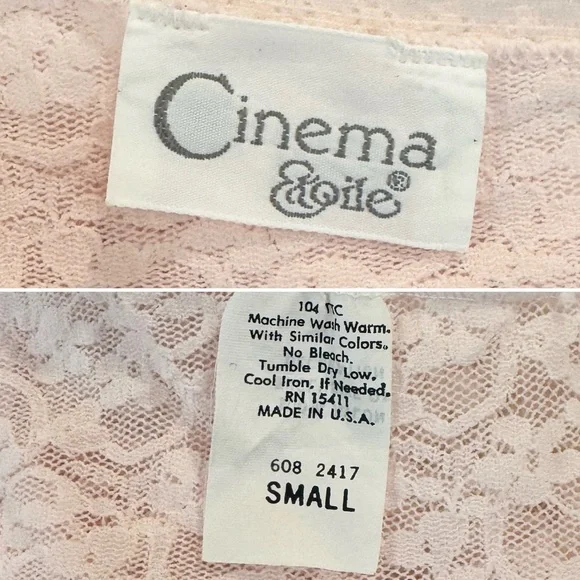 Cinema
Etoile®
104
Machine Wash Warm.
With Similar Colors.
No Bleach.
Tumble Dry Low.
Cool Iron, If Needed.
RN 15411
MADE IN U.S.A.
608 2417
SMALL